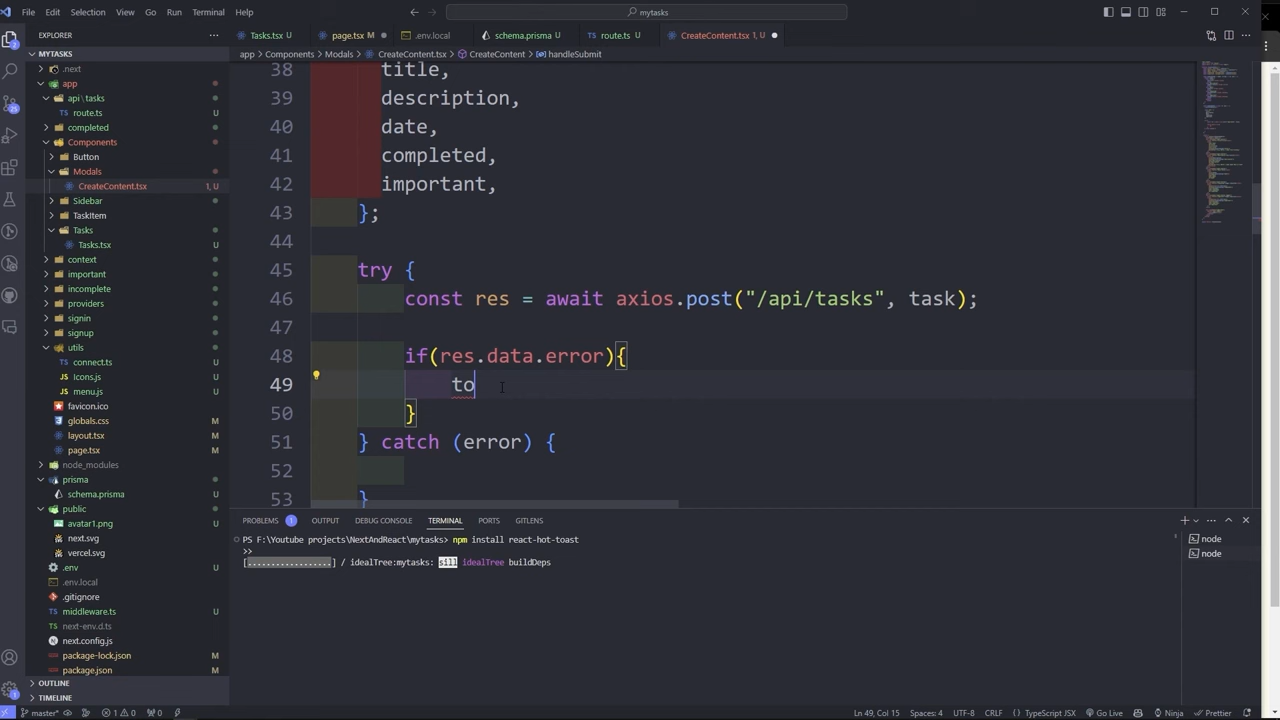 File Edit Selection View Go Run Terminal Help
mytasks
EXPLORER
Tasks.tsx U
page.tsx
.env.local
schema.prisma
route.ts U
CreateContent.tsx 1, U
app > Components > Modals > CreateContent.tsx > CreateContent > handleSubmit
MYTASKS
.next
app
api\tasks
route.ts U
completed
Components
Button
Modals
CreateContent.tsx 1, U
Sidebar
TaskItem
Tasks
Tasks.tsx U
context
important
incomplete
providers
signin
signup
utils
connect.ts U
Icons.js U
menu.js U
favicon.ico
globals.css M
layout.tsx M
page.tsx M
node_modules
prisma
schema.prisma U
public
avatar1.png U
next.svg
vercel.svg
.env U
.env.local
.gitignore
middleware.ts U
next-env.d.ts
next.config.js
package-lock.json M
package.json M
OUTLINE
TIMELINE
38 title,
39 description,
40 date,
41 completed,
42 important,
43 };
44
45 try {
46 const res = await axios.post("/api/tasks", task);
47
48 if(res.data.error){
49 to
50 }
51 } catch (error) {
52
53 }
PROBLEMS 1 OUTPUT DEBUG CONSOLE TERMINAL PORTS GITLENS
PS F:\Youtube projects\NextAndReact\mytasks> npm install react-hot-toast
>>
[..................] / idealTree:mytasks: sill idealTree buildDeps
node
node
master* 1 0 0 Ln 49, Col 15 Spaces: 4 UTF-8 CRLF TypeScript JSX Go Live Ninja Prettier